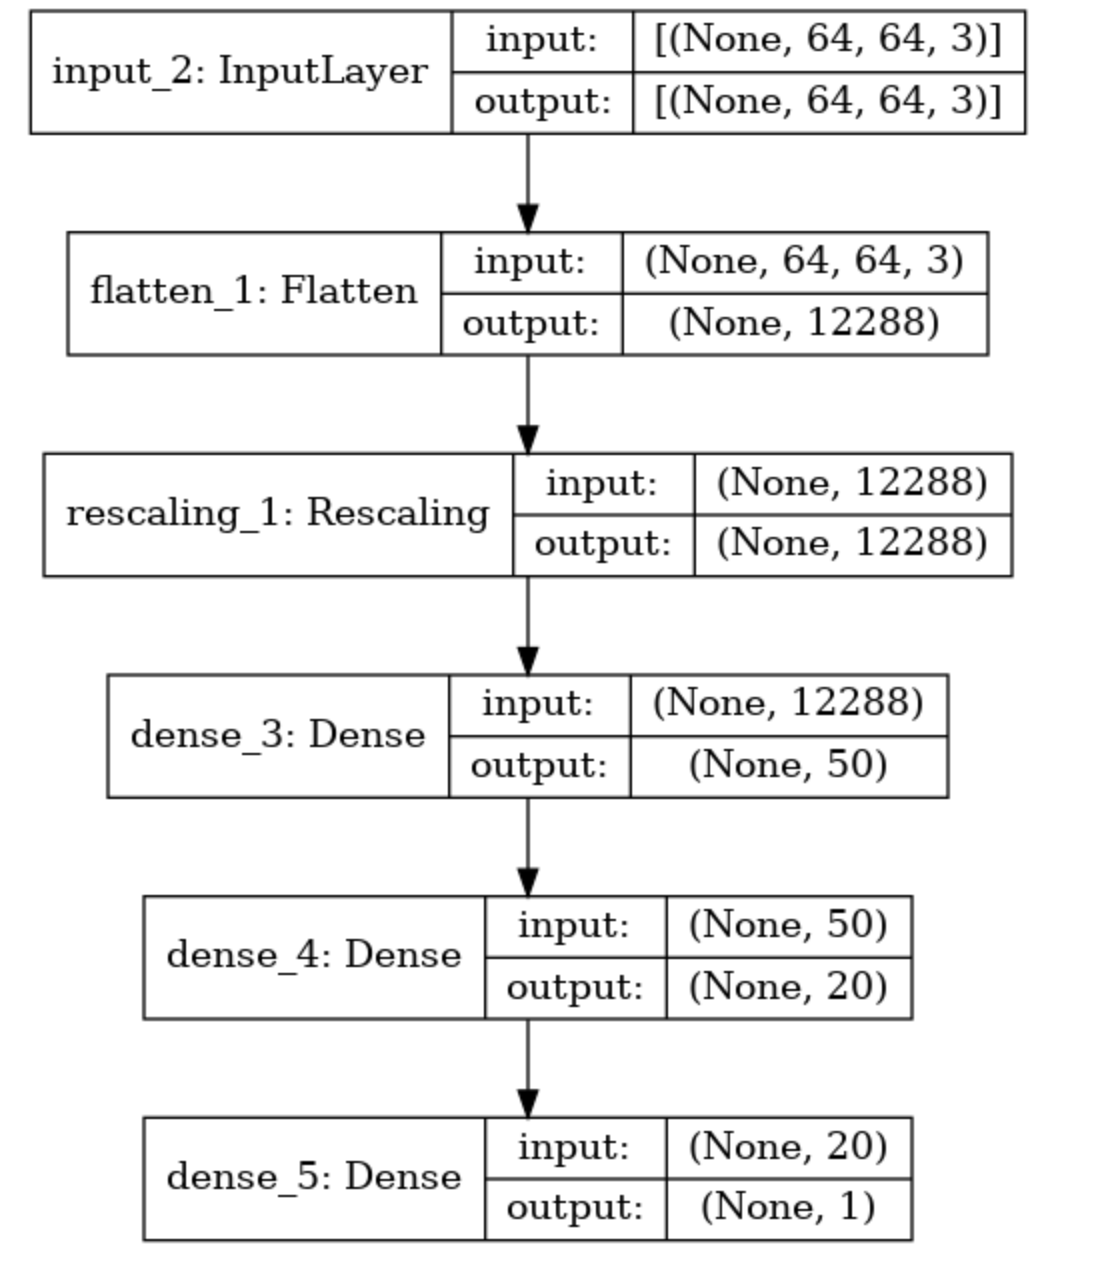 input_2: InputLayer
input: [(None, 64, 64, 3)]
output: [(None, 64, 64, 3)]
flatten_1: Flatten
input: (None, 64, 64, 3)
output: (None, 12288)
rescaling_1: Rescaling
input: (None, 12288)
output: (None, 12288)
dense_3: Dense
input: (None, 12288)
output: (None, 50)
dense_4: Dense
input: (None, 50)
output: (None, 20)
dense_5: Dense
input: (None, 20)
output: (None, 1)